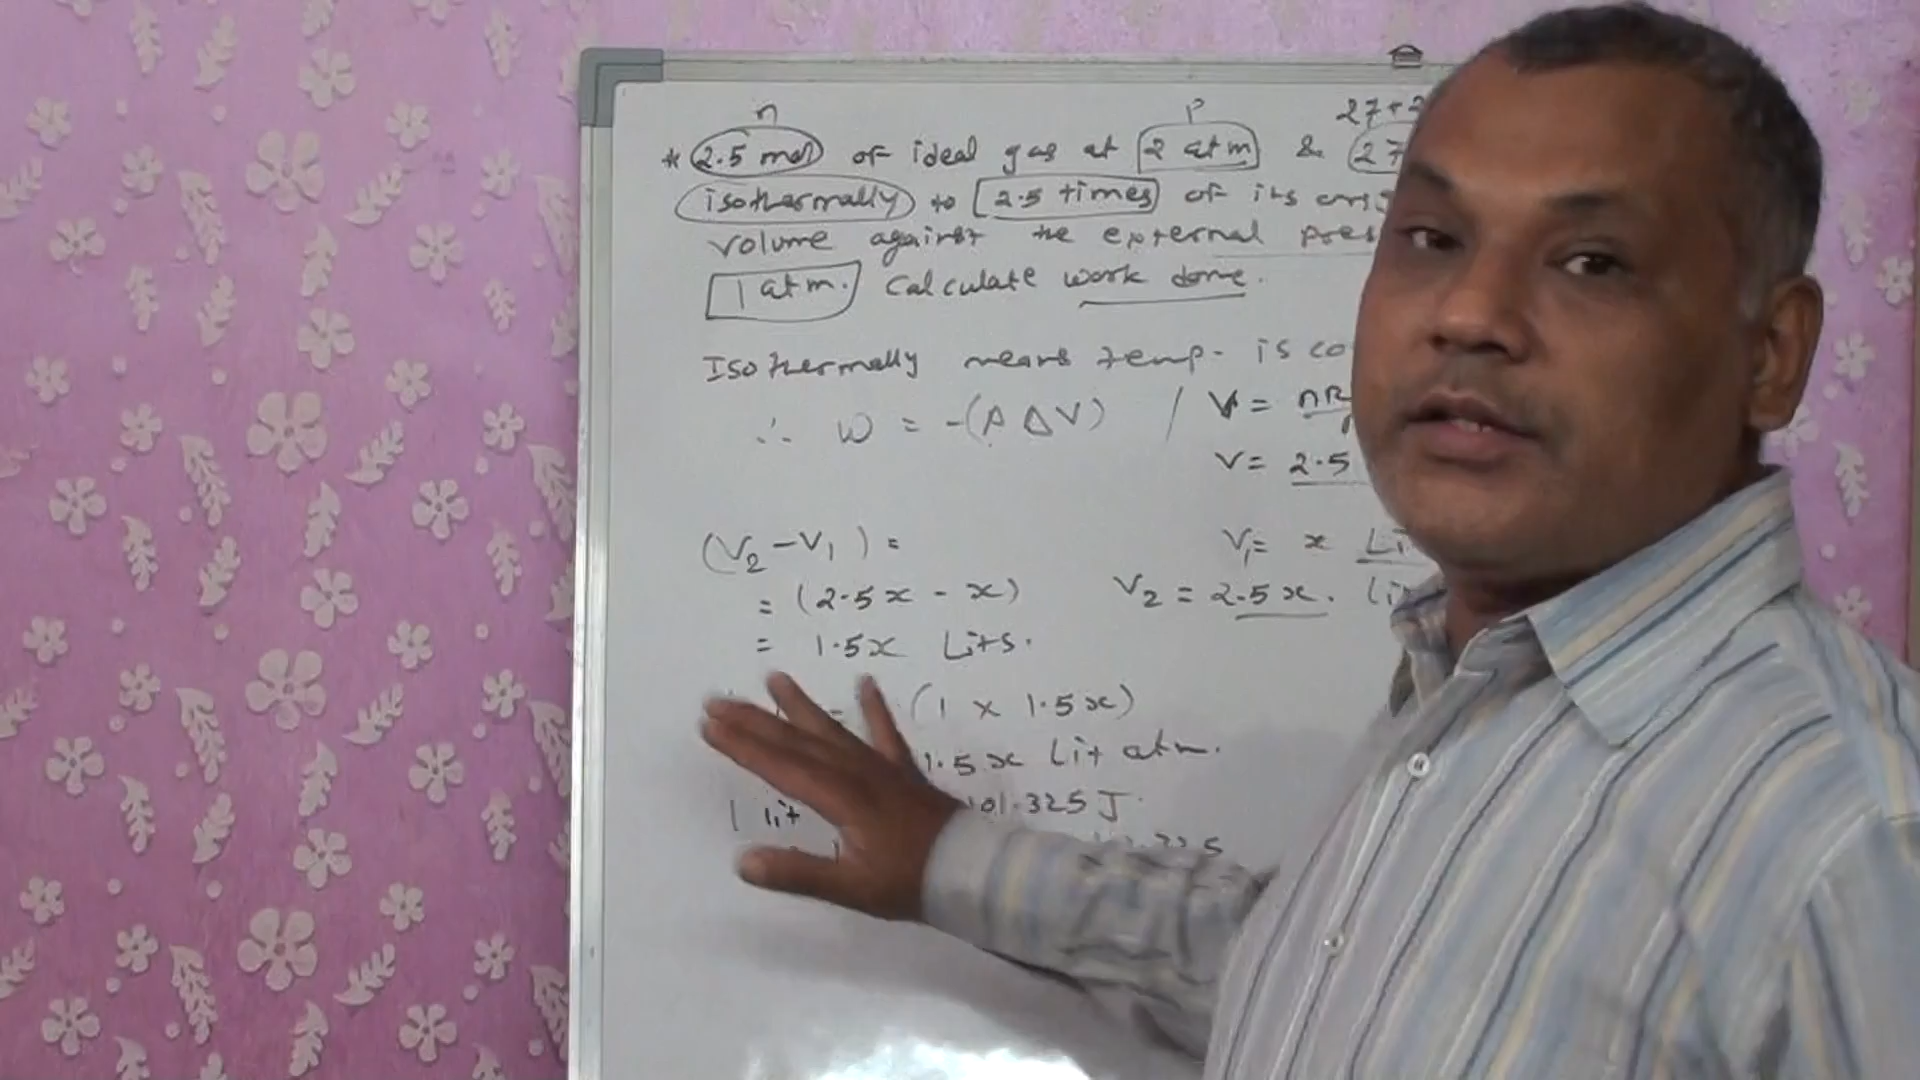 n P 27+2
* 2.5 mol of ideal gas at 2 atm & 27
isothermally to 2.5 times of its orig
volume against the external pres
1 atm. Calculate work done.
Isothermally means temp. is co
∴ W = -(P ΔV) / V = nR
V = 2.5
(V₂-V₁) = V₁= x Li
= (2.5x - x) V₂ = 2.5x. Lit
= 1.5x Lits.
= (1 x 1.5x)
1.5x Lit atm.
1 lit 101.325 J.